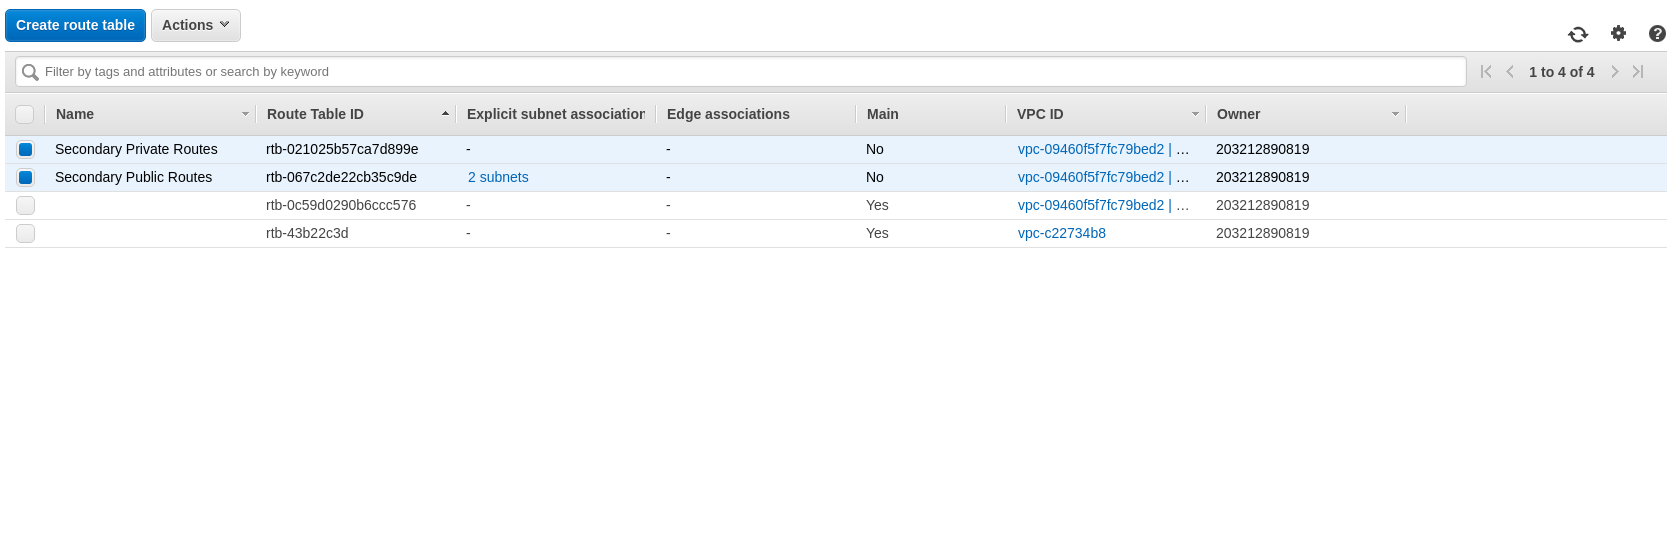 Create route table Actions
Filter by tags and attributes or search by keyword 1 to 4 of 4
Name Route Table ID Explicit subnet association Edge associations Main VPC ID Owner
Secondary Private Routes rtb-021025b57ca7d899e - - No vpc-09460f5f7fc79bed2 | … 203212890819
Secondary Public Routes rtb-067c2de22cb35c9de 2 subnets - No vpc-09460f5f7fc79bed2 | … 203212890819
rtb-0c59d0290b6ccc576 - - Yes vpc-09460f5f7fc79bed2 | … 203212890819
rtb-43b22c3d - - Yes vpc-c22734b8 203212890819